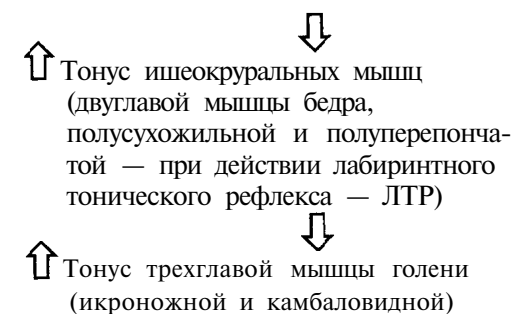 Тонус ишеокруральных мышц
(двуглавой мышцы бедра,
полусухожильной и полуперепонча-
той — при действии лабиринтного
тонического рефлекса — ЛТР)
Тонус трехглавой мышцы голени
(икроножной и камбаловидной)